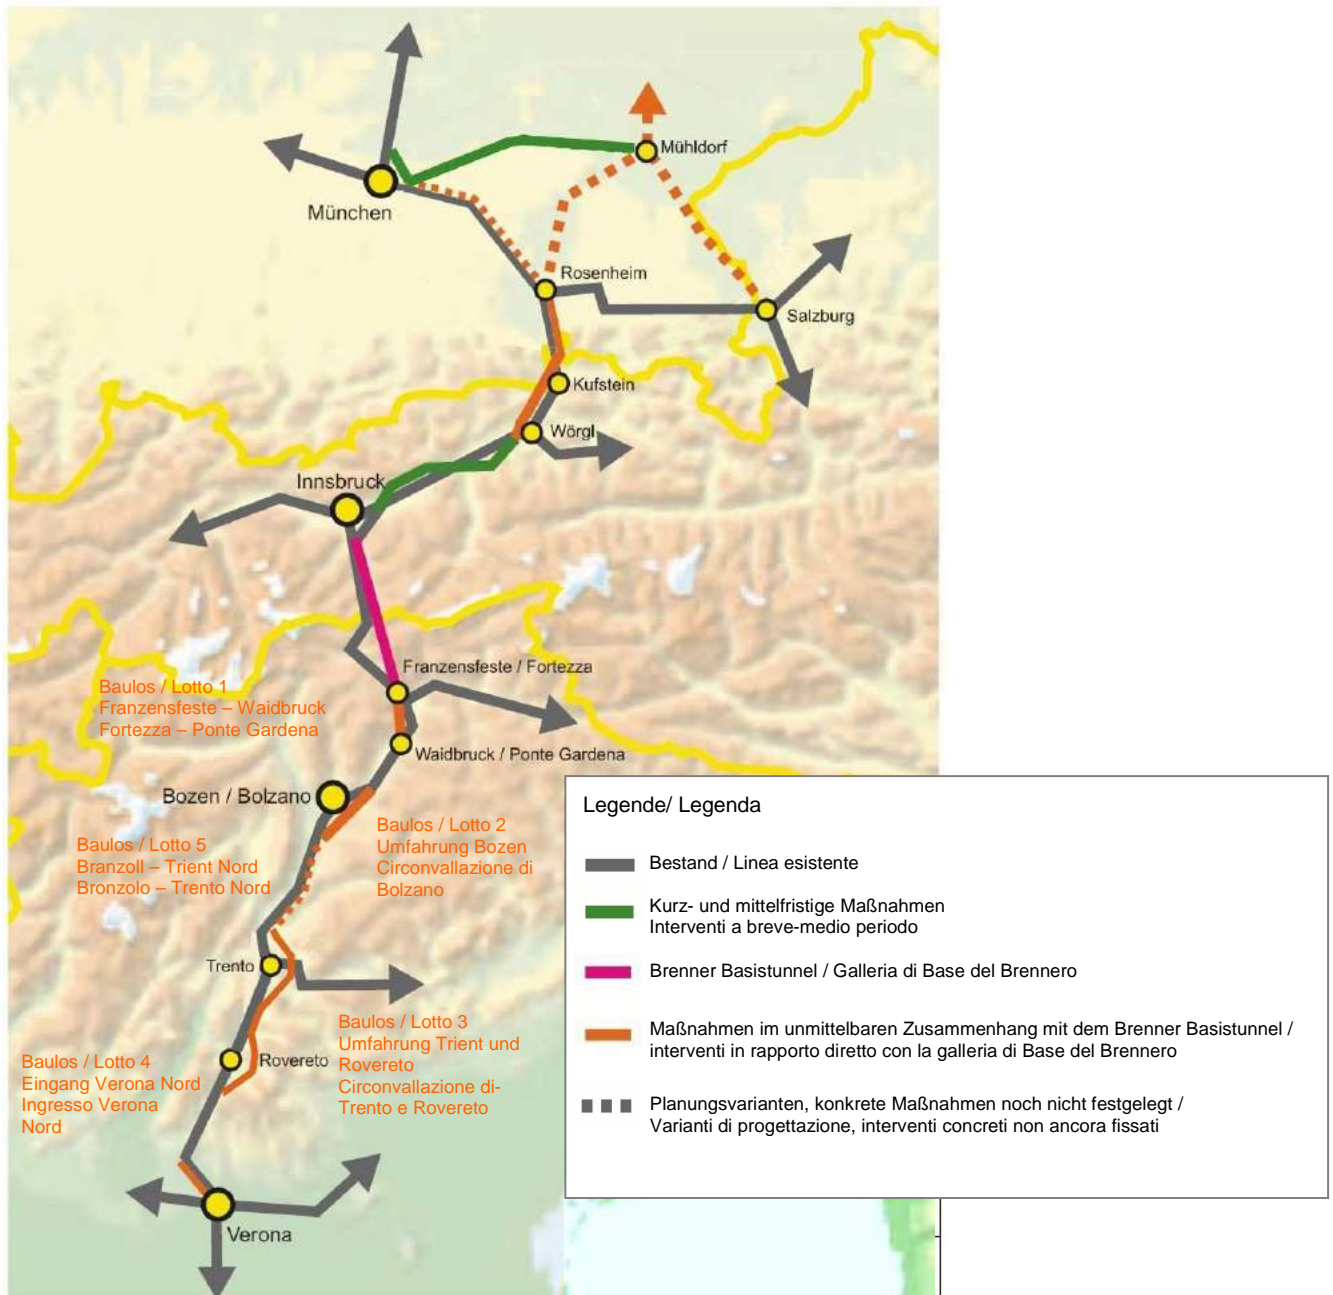 Mühldorf
München
Rosenheim
Salzburg
Kufstein
Wörgl
Innsbruck
Franzensfeste / Fortezza
Baulos / Lotto 1
Franzensfeste – Waidbruck
Fortezza – Ponte Gardena
Waidbruck / Ponte Gardena
Bozen / Bolzano
Baulos / Lotto 2
Umfahrung Bozen
Circonvallazione di
Bolzano
Baulos / Lotto 5
Branzoll – Trient Nord
Bronzolo – Trento Nord
Trento
Baulos / Lotto 3
Umfahrung Trient und
Rovereto
Circonvallazione di-
Trento e Rovereto
Rovereto
Baulos / Lotto 4
Eingang Verona Nord
Ingresso Verona
Nord
Verona
Legende/ Legenda
Bestand / Linea esistente
Kurz- und mittelfristige Maßnahmen
Interventi a breve-medio periodo
Brenner Basistunnel / Galleria di Base del Brennero
Maßnahmen im unmittelbaren Zusammenhang mit dem Brenner Basistunnel /
interventi in rapporto diretto con la galleria di Base del Brennero
Planungsvarianten, konkrete Maßnahmen noch nicht festgelegt /
Varianti di progettazione, interventi concreti non ancora fissati